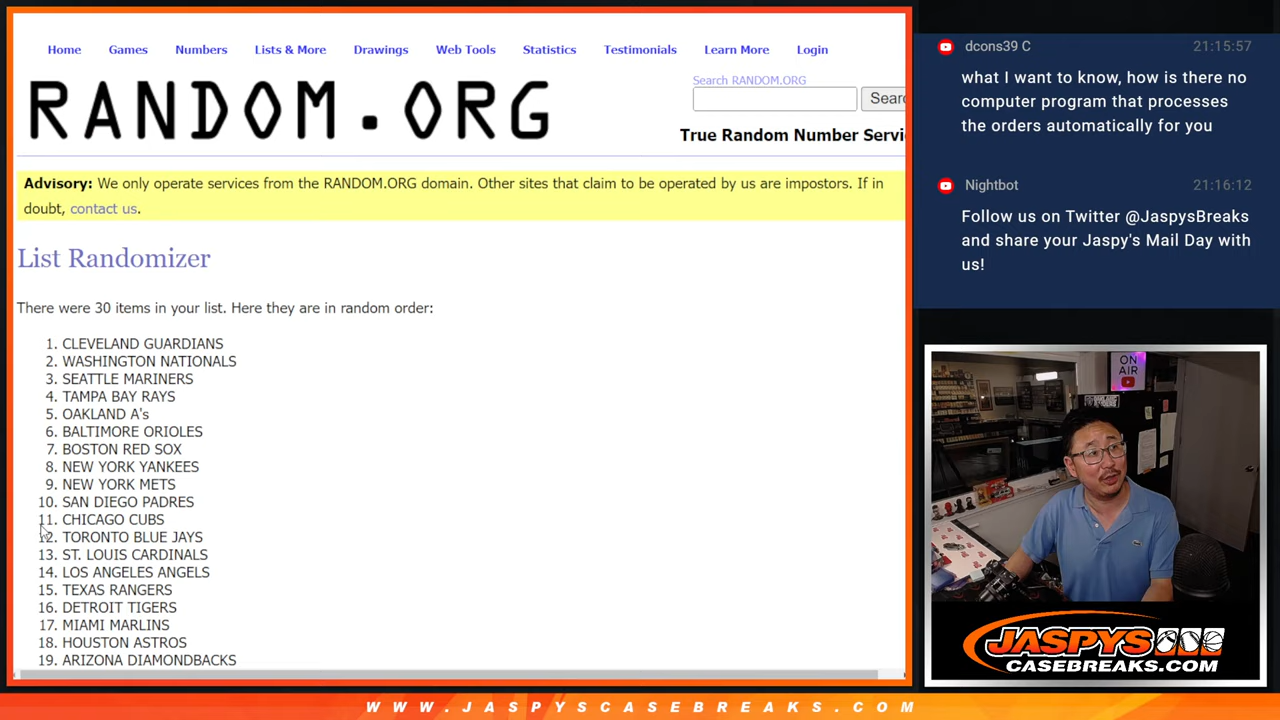 Home Games Numbers Lists & More Drawings Web Tools Statistics Testimonials Learn More Login
RANDOM.ORG
Search RANDOM.ORG
Searc
True Random Number Servi
Advisory: We only operate services from the RANDOM.ORG domain. Other sites that claim to be operated by us are impostors. If in
doubt, contact us.
List Randomizer
There were 30 items in your list. Here they are in random order:
1. CLEVELAND GUARDIANS
2. WASHINGTON NATIONALS
3. SEATTLE MARINERS
4. TAMPA BAY RAYS
5. OAKLAND A's
6. BALTIMORE ORIOLES
7. BOSTON RED SOX
8. NEW YORK YANKEES
9. NEW YORK METS
10. SAN DIEGO PADRES
11. CHICAGO CUBS
12. TORONTO BLUE JAYS
13. ST. LOUIS CARDINALS
14. LOS ANGELES ANGELS
15. TEXAS RANGERS
16. DETROIT TIGERS
17. MIAMI MARLINS
18. HOUSTON ASTROS
19. ARIZONA DIAMONDBACKS
dcons39 C 21:15:57
what I want to know, how is there no
computer program that processes
the orders automatically for you
Nightbot 21:16:12
Follow us on Twitter @JaspysBreaks
and share your Jaspy's Mail Day with
us!
ON
AIR
JASPYS
CASEBREAKS.COM
WWW.JASPYSCASEBREAKS.COM